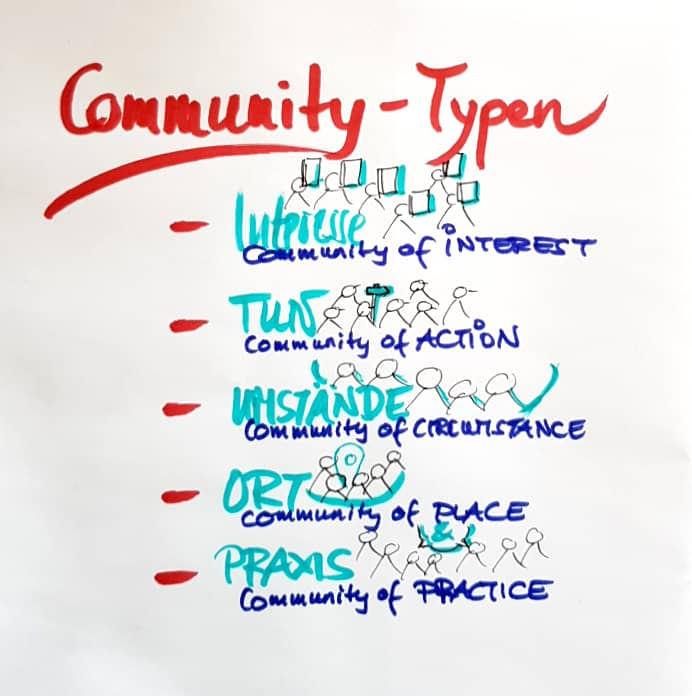 Community - Typen
- Interesse
Community of INTEREST
- TUN
Community of ACTION
- UMSTÄNDE
Community of CIRCUMSTANCE
- ORT
Community of PLACE
&
- PRAXIS
Community of PRACTICE